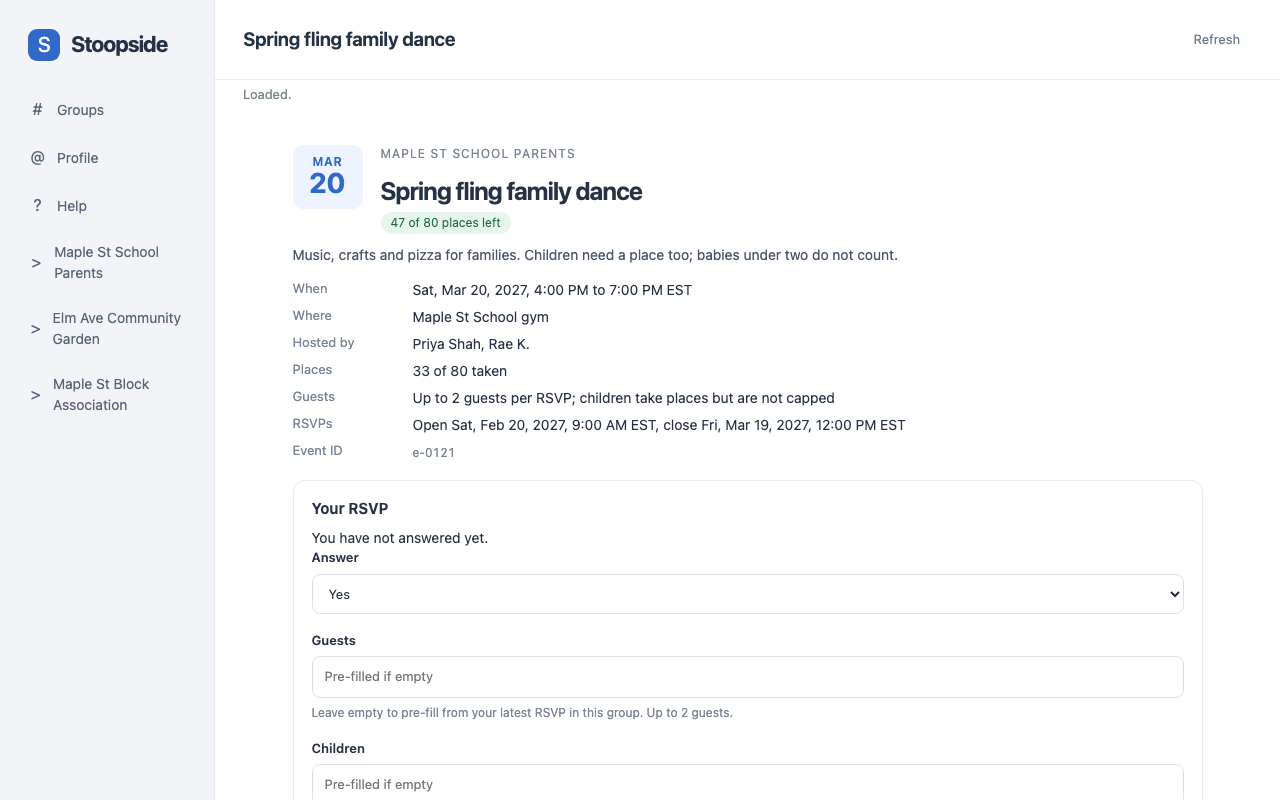 S Stoopside
# Groups
@ Profile
? Help
> Maple St School
Parents
> Elm Ave Community
Garden
> Maple St Block
Association
Spring fling family dance
Refresh
Loaded.
MAR
20
MAPLE ST SCHOOL PARENTS
Spring fling family dance
47 of 80 places left
Music, crafts and pizza for families. Children need a place too; babies under two do not count.
When Sat, Mar 20, 2027, 4:00 PM to 7:00 PM EST
Where Maple St School gym
Hosted by Priya Shah, Rae K.
Places 33 of 80 taken
Guests Up to 2 guests per RSVP; children take places but are not capped
RSVPs Open Sat, Feb 20, 2027, 9:00 AM EST, close Fri, Mar 19, 2027, 12:00 PM EST
Event ID e-0121
Your RSVP
You have not answered yet.
Answer
Yes
Guests
Pre-filled if empty
Leave empty to pre-fill from your latest RSVP in this group. Up to 2 guests.
Children
Pre-filled if empty